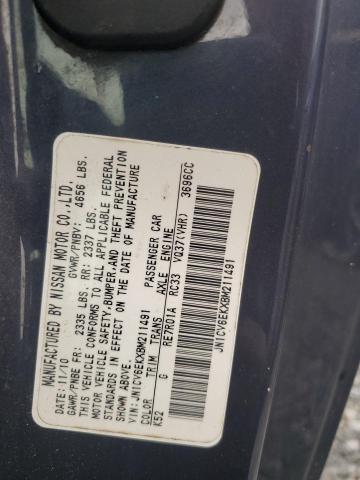 MANUFACTURED BY NISSAN MOTOR CO.,LTD.
DATE:11/10 GVWR/PNBV: 4656 LBS.
GAWR/PNBE FR: 2335 LBS. RR: 2337 LBS.
THIS VEHICLE CONFORMS TO ALL APPLICABLE FEDERAL
MOTOR VEHICLE SAFETY,BUMPER,AND THEFT PREVENTION
STANDARDS IN EFFECT ON THE DATE OF MANUFACTURE
SHOWN ABOVE.
VIN: JN1CV6EKXBM211491 PASSENGER CAR
COLOR TRIM TRANS AXLE ENGINE
K52 G RE7R01A RC33 VQ37(VHR) 3696CC
JN1CV6EKXBM211491